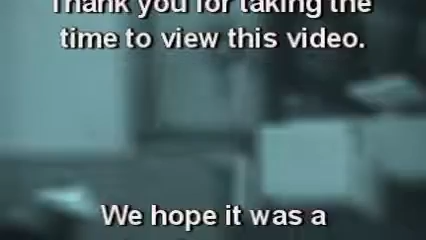 Thank you for taking the
time to view this video.
We hope it was a